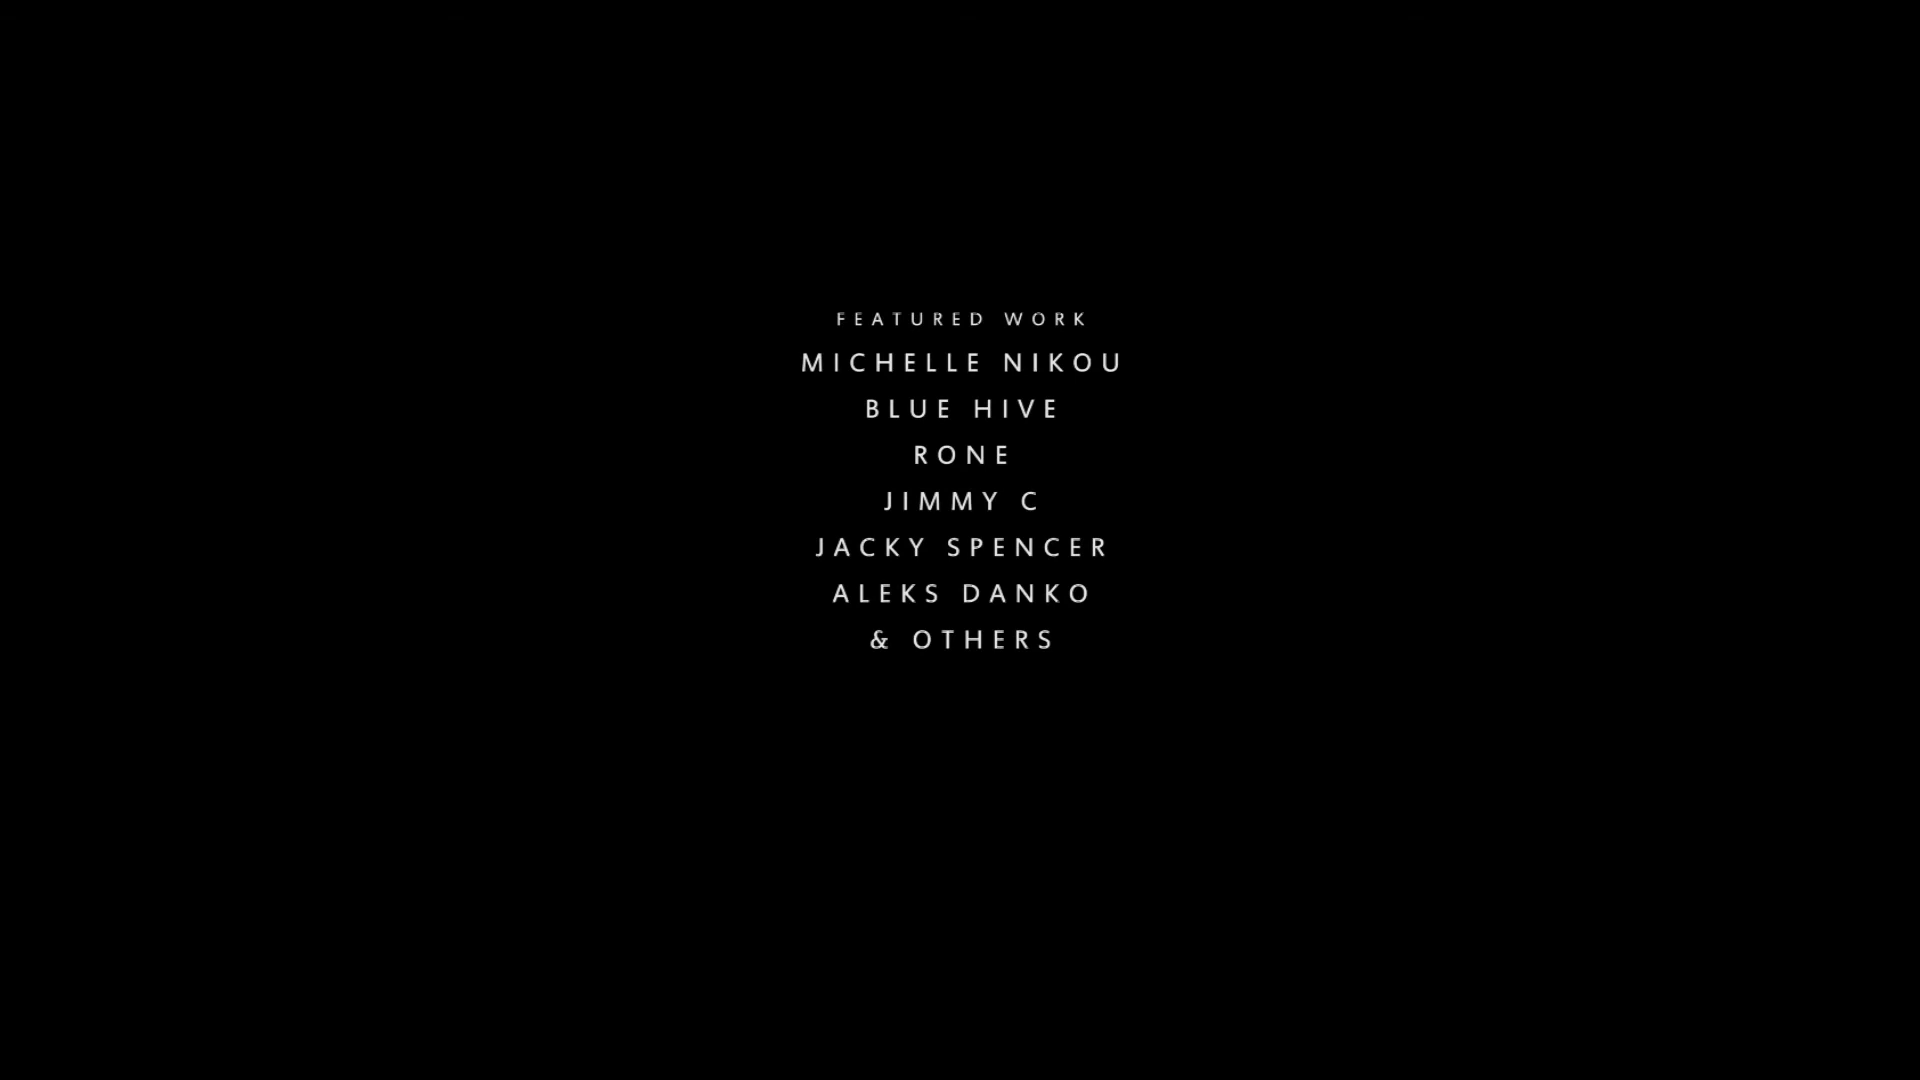 FEATURED WORK
MICHELLE NIKOU
BLUE HIVE
RONE
JIMMY C
JACKY SPENCER
ALEKS DANKO
& OTHERS